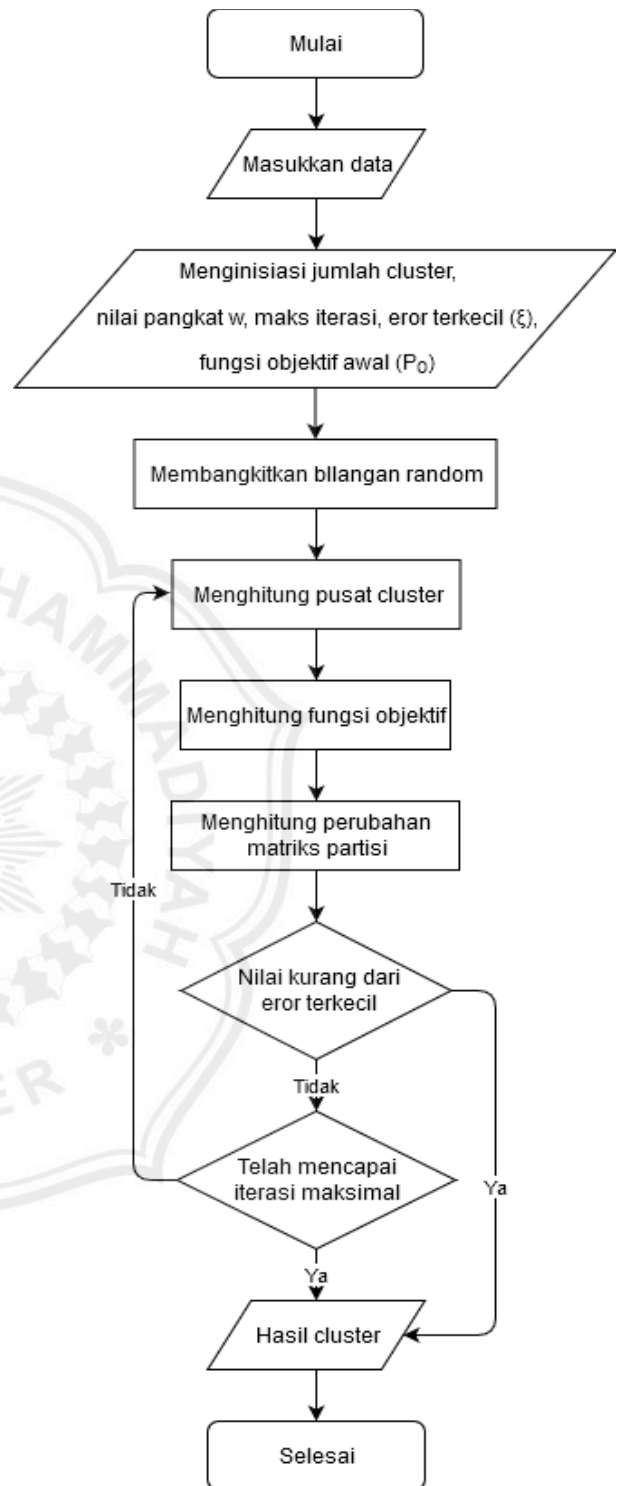 Mulai
Masukkan data
Menginisiasi jumlah cluster,
nilai pangkat w, maks iterasi, eror terkecil (ξ),
fungsi objektif awal (P₀)
Membangkitkan bilangan random
Menghitung pusat cluster
Menghitung fungsi objektif
Menghitung perubahan
matriks partisi
Tidak
Nilai kurang dari
eror terkecil
Tidak
Telah mencapai
iterasi maksimal
Ya
Ya
Hasil cluster
Selesai